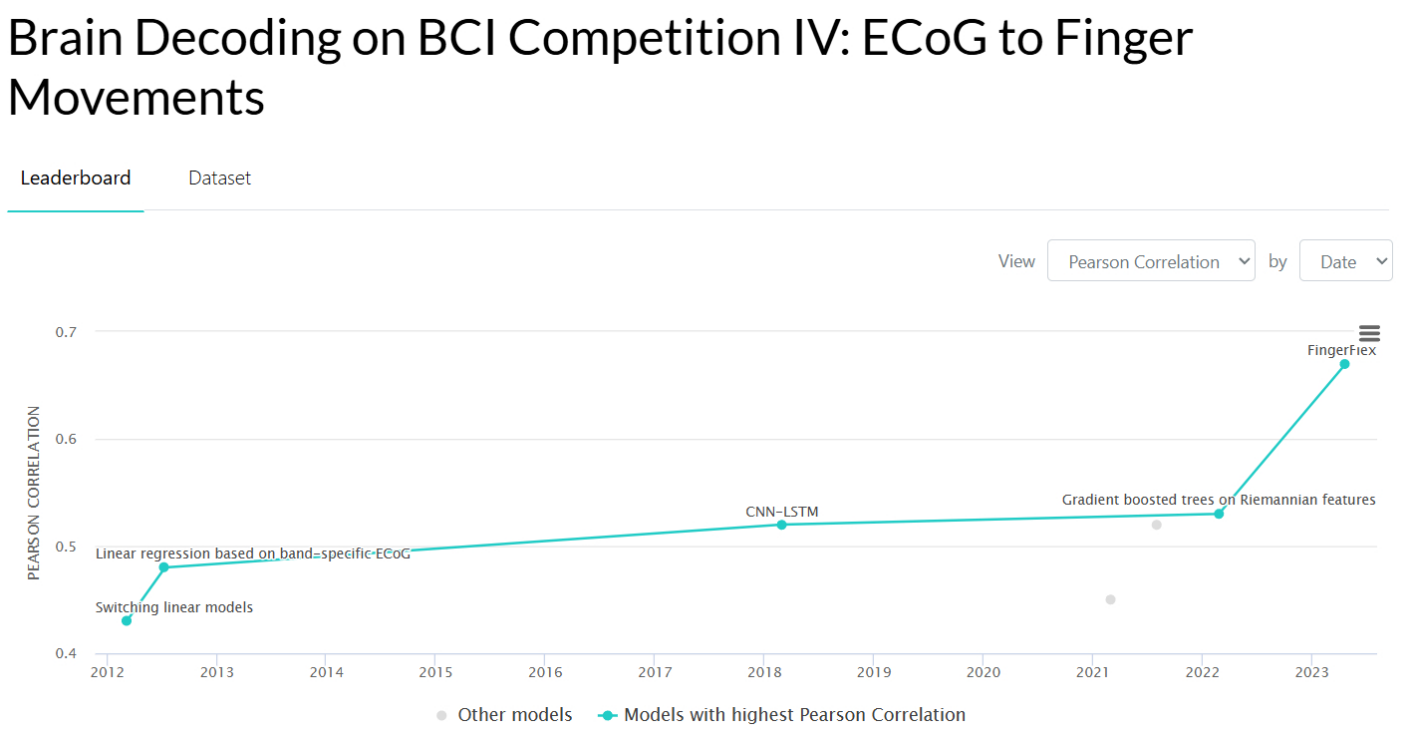 Brain Decoding on BCI Competition IV: ECoG to Finger
Movements
Leaderboard
Dataset
View
Pearson Correlation
by
Date
PEARSON CORRELATION
0.7
0.6
0.5
0.4
FingerFlex
Gradient boosted trees on Riemannian features
CNN-LSTM
Linear regression based on band-specific ECoG
Switching linear models
2012 2013 2014 2015 2016 2017 2018 2019 2020 2021 2022 2023
Other models
Models with highest Pearson Correlation